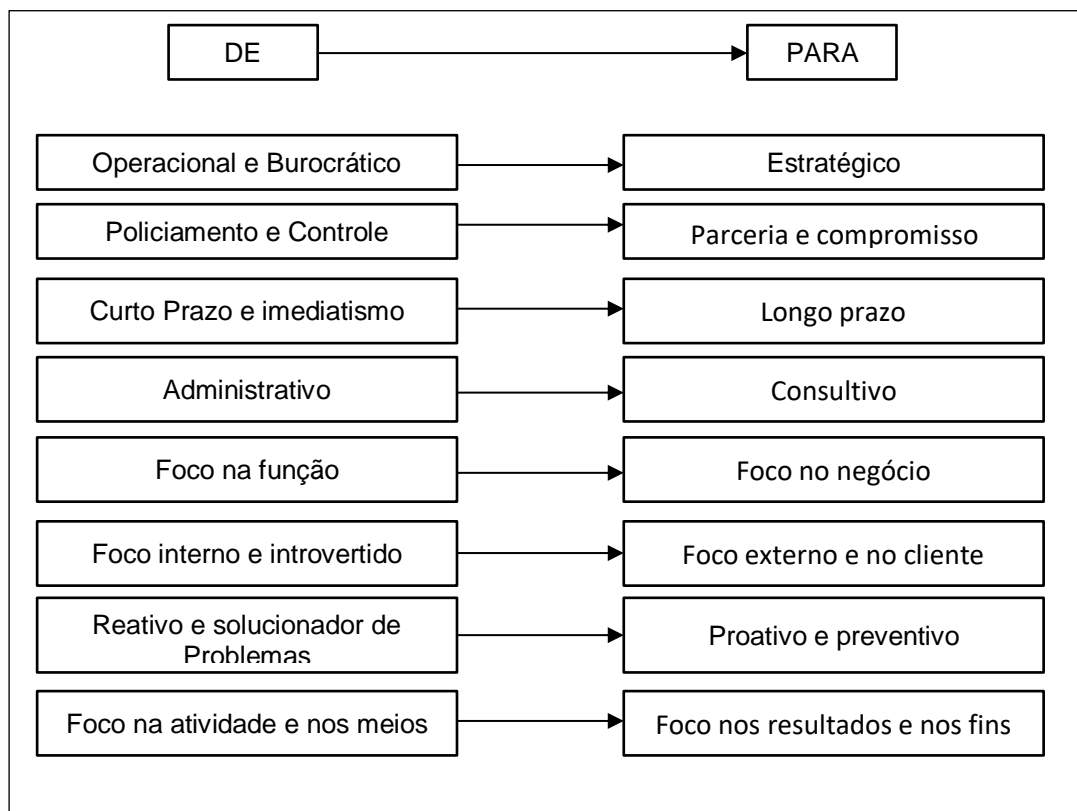 DE
PARA
Operacional e Burocrático
Estratégico
Policiamento e Controle
Parceria e compromisso
Curto Prazo e imediatismo
Longo prazo
Administrativo
Consultivo
Foco na função
Foco no negócio
Foco interno e introvertido
Foco externo e no cliente
Reativo e solucionador de
Problemas
Proativo e preventivo
Foco na atividade e nos meios
Foco nos resultados e nos fins